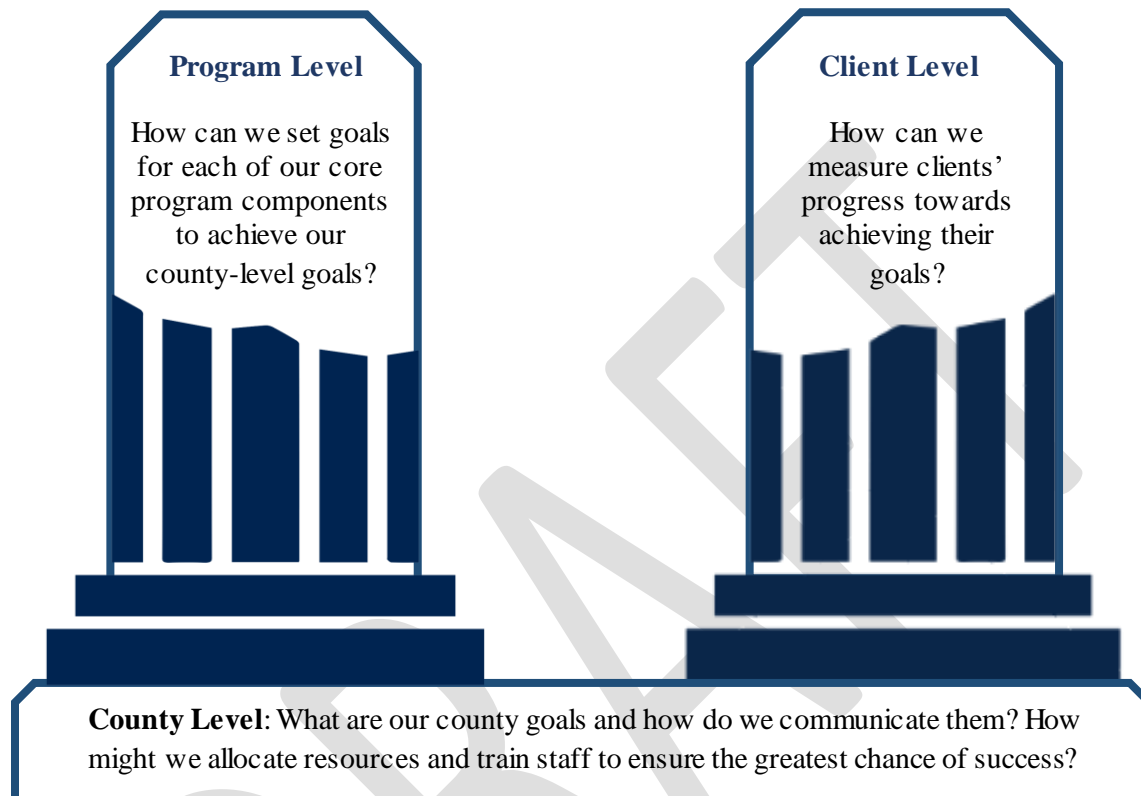 Program Level
How can we set goals
for each of our core
program components
to achieve our
county-level goals?
Client Level
How can we
measure clients’
progress towards
achieving their
goals?
County Level: What are our county goals and how do we communicate them? How
might we allocate resources and train staff to ensure the greatest chance of success?
DRAFT